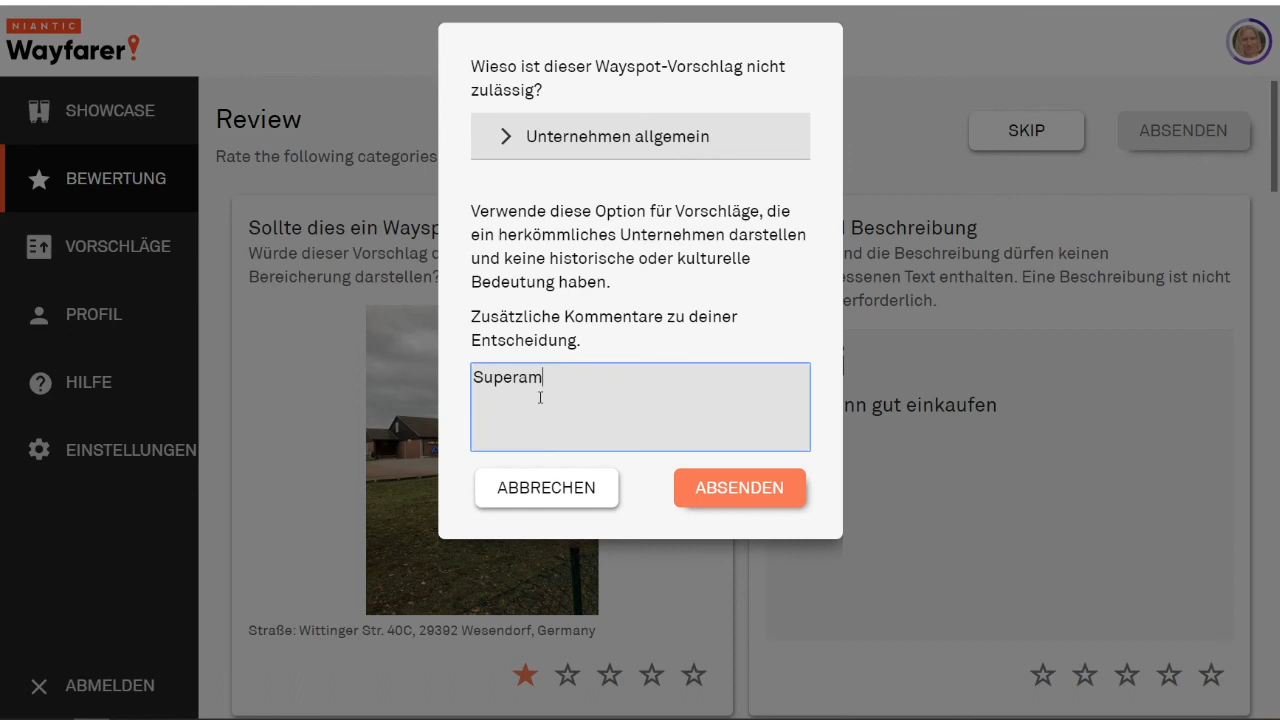 NIANTIC
Wayfarer
SHOWCASE
BEWERTUNG
VORSCHLÄGE
PROFIL
HILFE
EINSTELLUNGEN
ABMELDEN
Review
Rate the following categories
SKIP
ABSENDEN
Sollte dies ein Waysp
Würde dieser Vorschlag
Bereicherung darstellen?
Straße: Wittinger Str. 40C, 29392 Wesendorf, Germany
Wieso ist dieser Wayspot-Vorschlag nicht
zulässig?
Unternehmen allgemein
Verwende diese Option für Vorschläge, die
ein herkömmliches Unternehmen darstellen
und keine historische oder kulturelle
Bedeutung haben.
Zusätzliche Kommentare zu deiner
Entscheidung.
Superam
ABBRECHEN
ABSENDEN
Beschreibung
nd die Beschreibung dürfen keinen
essenen Text enthalten. Eine Beschreibung ist nicht
erforderlich.
nn gut einkaufen